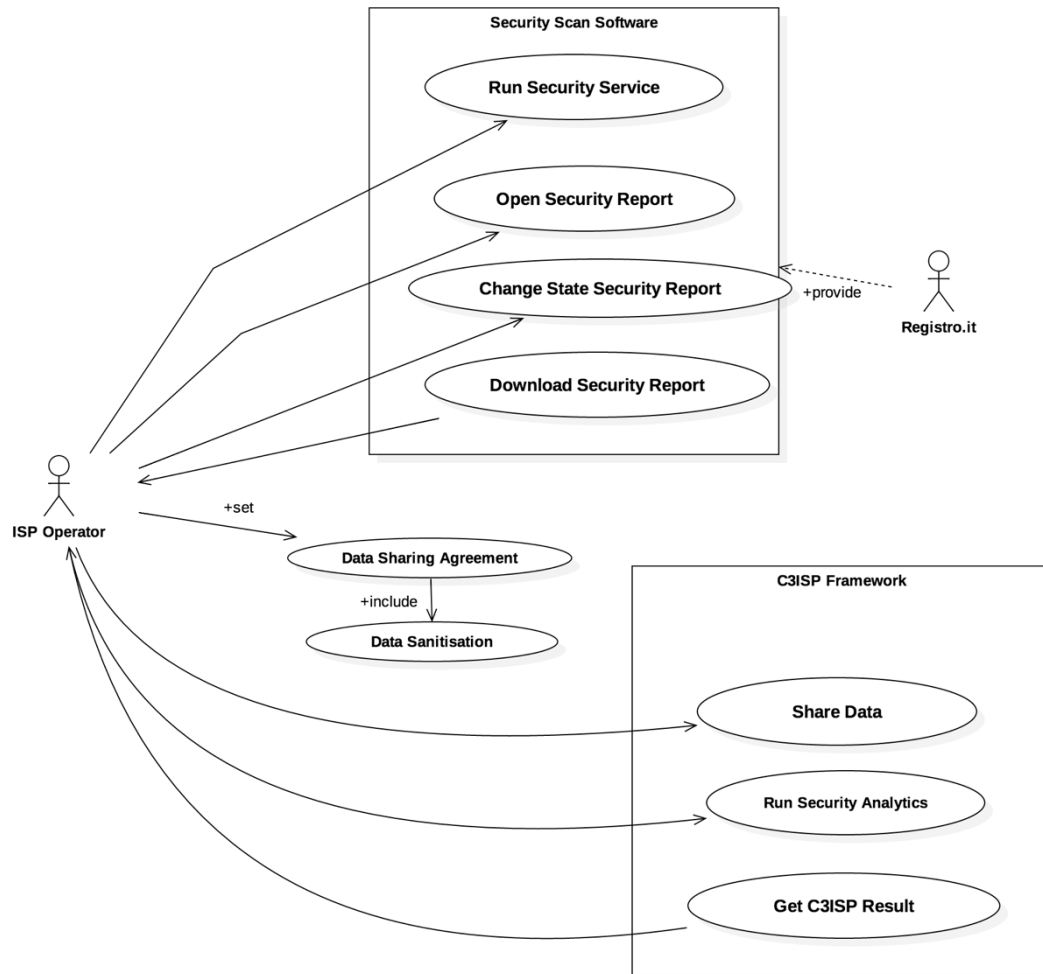 Security Scan Software
Run Security Service
Open Security Report
Change State Security Report
+provide
Registro.it
Download Security Report
ISP Operator
+set
Data Sharing Agreement
+include
Data Sanitisation
C3ISP Framework
Share Data
Run Security Analytics
Get C3ISP Result